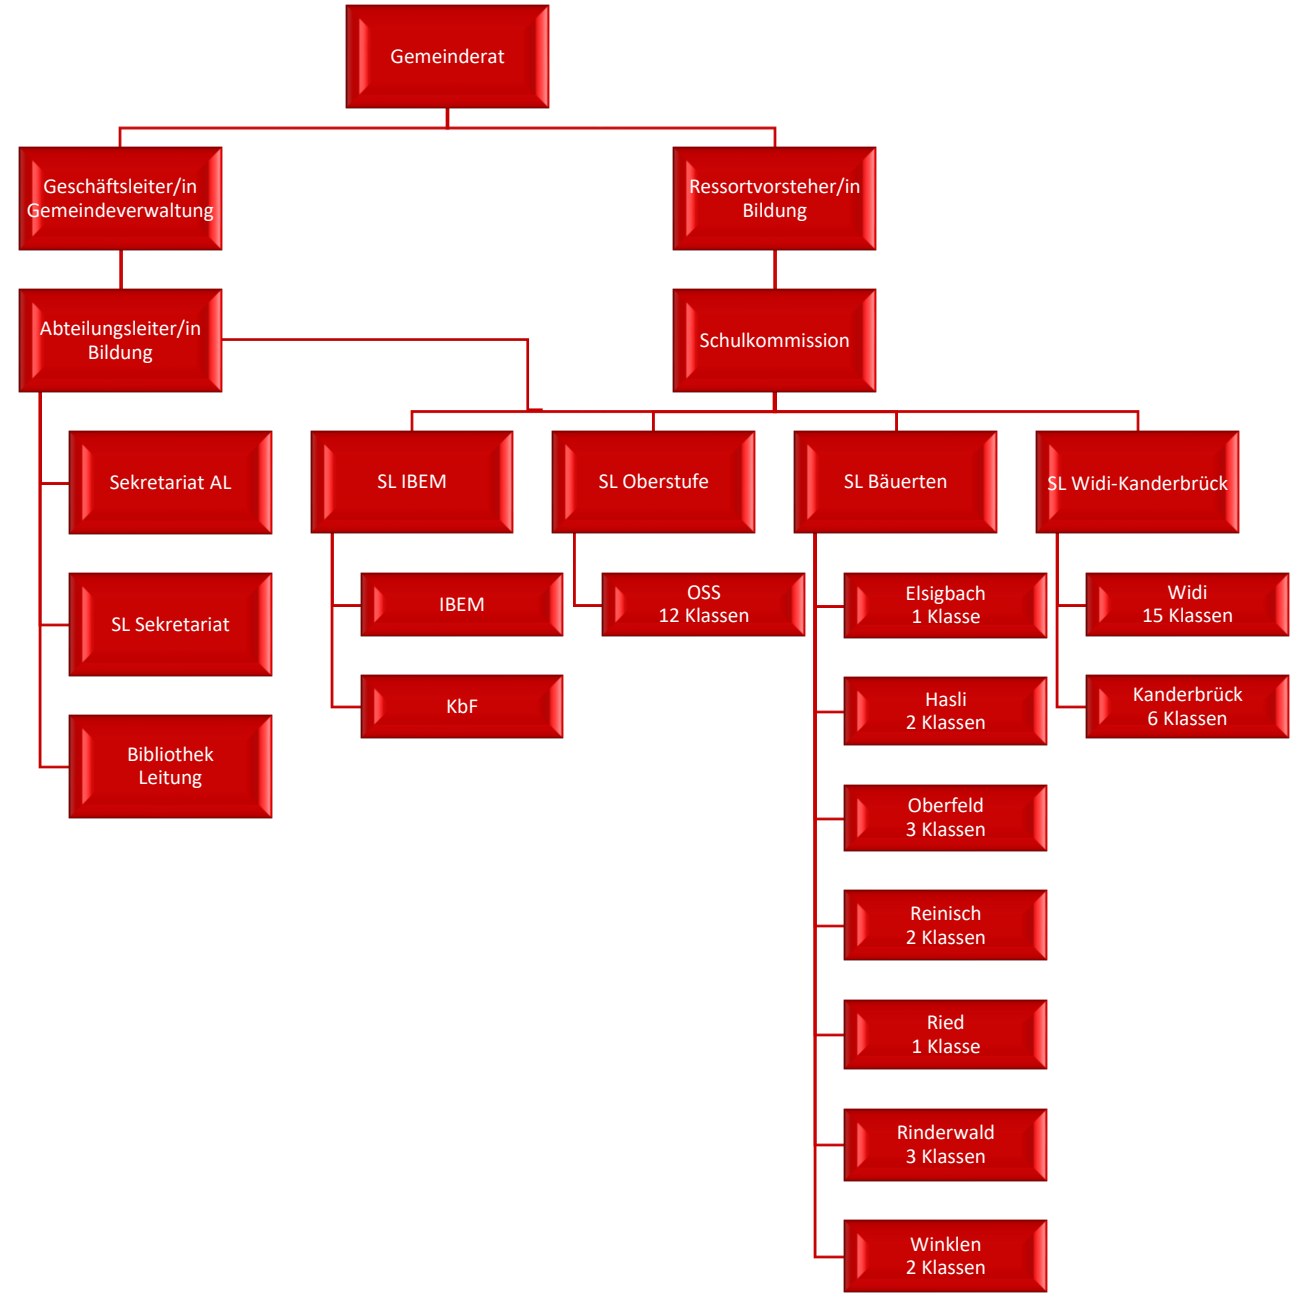 Gemeinderat
Geschäftsleiter/in
Gemeindeverwaltung
Ressortvorsteher/in
Bildung
Abteilungsleiter/in
Bildung
Schulkommission
Sekretariat AL
SL Sekretariat
Bibliothek
Leitung
SL IBEM
IBEM
KbF
SL Oberstufe
OSS
12 Klassen
SL Bäuerten
Elsigbach
1 Klasse
Hasli
2 Klassen
Oberfeld
3 Klassen
Reinisch
2 Klassen
Ried
1 Klasse
Rinderwald
3 Klassen
Winklen
2 Klassen
SL Widi-Kanderbrück
Widi
15 Klassen
Kanderbrück
6 Klassen